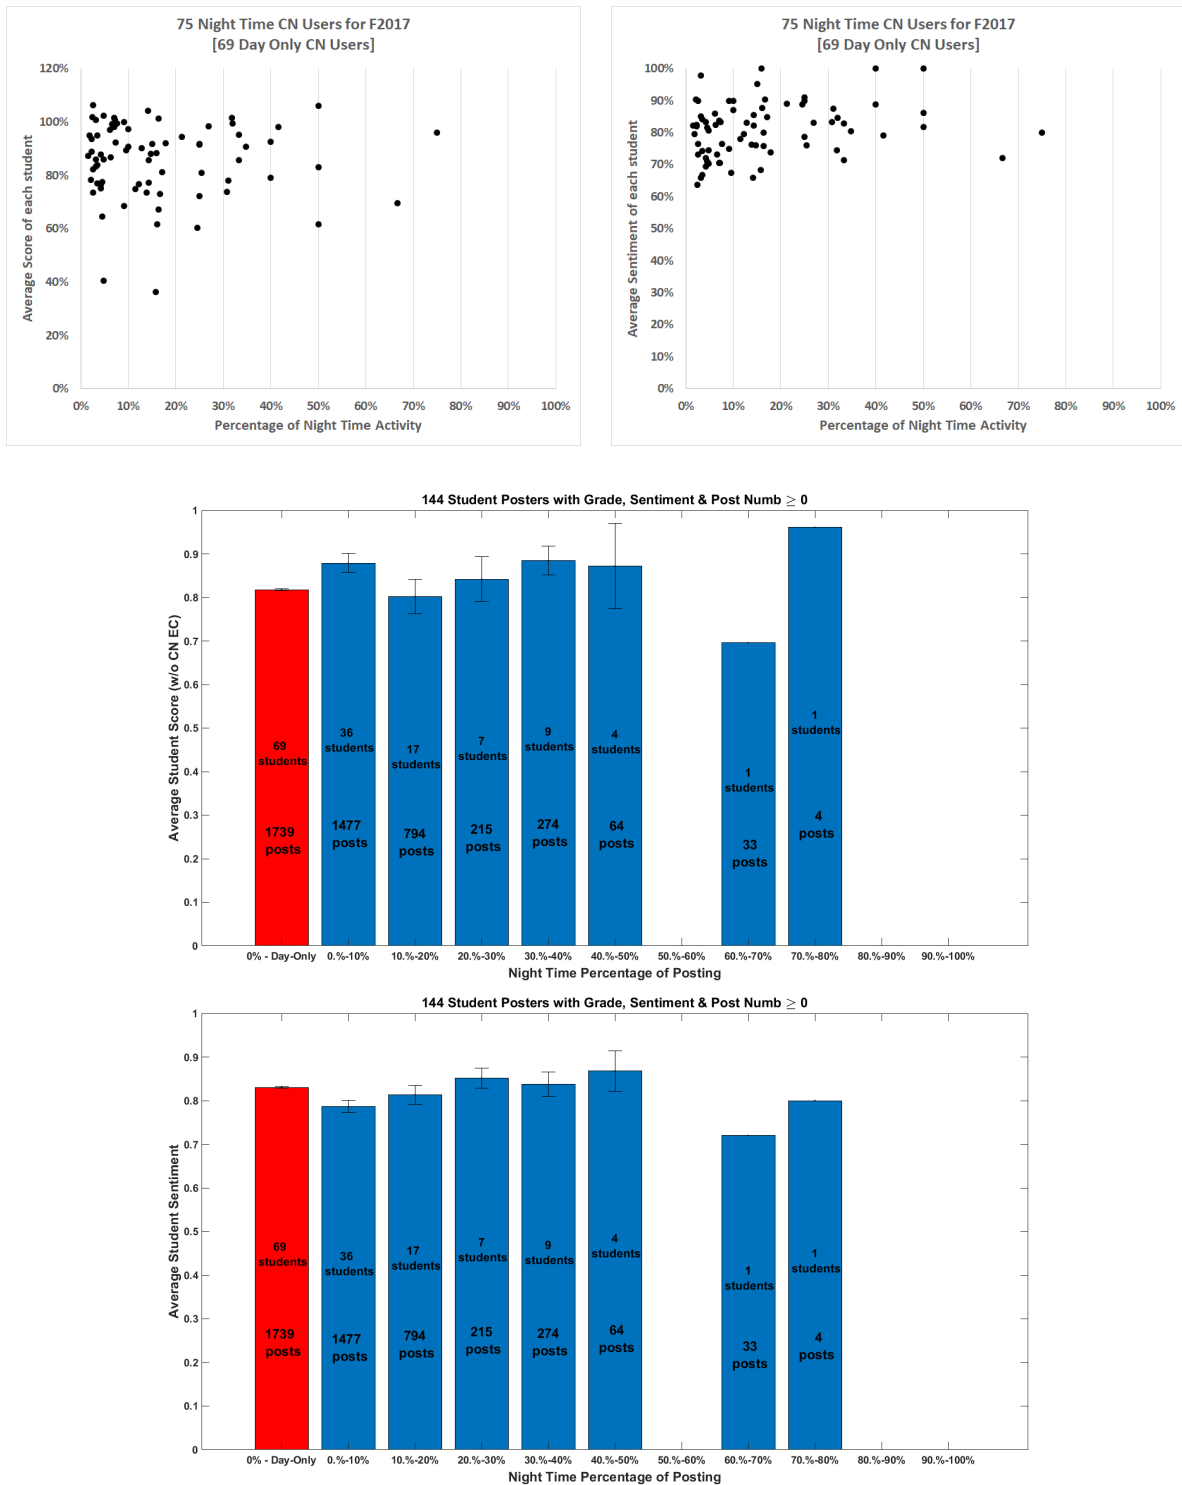 75 Night Time CN Users for F2017
[69 Day Only CN Users]
120%
100%
80%
60%
40%
20%
0%
Average Score of each student
0% 10% 20% 30% 40% 50% 60% 70% 80% 90% 100%
Percentage of Night Time Activity
75 Night Time CN Users for F2017
[69 Day Only CN Users]
100%
90%
80%
70%
60%
50%
40%
30%
20%
10%
0%
Average Sentiment of each student
0% 10% 20% 30% 40% 50% 60% 70% 80% 90% 100%
Percentage of Night Time Activity
144 Student Posters with Grade, Sentiment & Post Numb ≥ 0
1
0.9
0.8
0.7
0.6
0.5
0.4
0.3
0.2
0.1
0
Average Student Score (w/o CN EC)
69
students
1739
posts
36
students
1477
posts
17
students
794
posts
7
students
215
posts
9
students
274
posts
4
students
64
posts
1
students
33
posts
1
students
4
posts
0% - Day-Only 0.%-10% 10.%-20% 20.%-30% 30.%-40% 40.%-50% 50.%-60% 60.%-70% 70.%-80% 80.%-90% 90.%-100%
Night Time Percentage of Posting
144 Student Posters with Grade, Sentiment & Post Numb ≥ 0
1
0.9
0.8
0.7
0.6
0.5
0.4
0.3
0.2
0.1
0
Average Student Sentiment
69
students
1739
posts
36
students
1477
posts
17
students
794
posts
7
students
215
posts
9
students
274
posts
4
students
64
posts
1
students
33
posts
1
students
4
posts
0% - Day-Only 0.%-10% 10.%-20% 20.%-30% 30.%-40% 40.%-50% 50.%-60% 60.%-70% 70.%-80% 80.%-90% 90.%-100%
Night Time Percentage of Posting